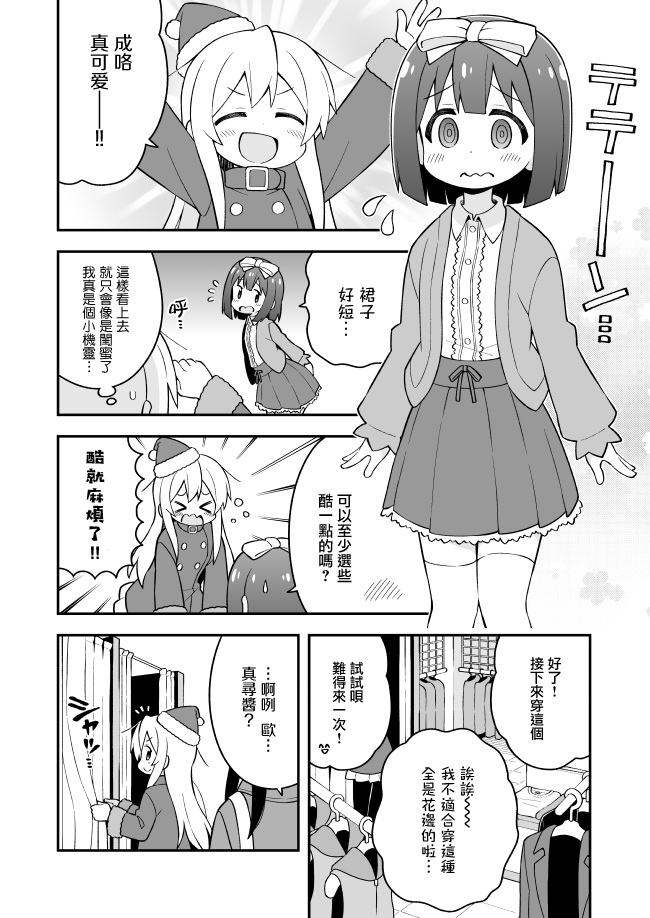 テテーーン
成咯
真可爱——!!
裙子
好短…
呼…
這樣看上去
就只會像是閨蜜了
我真是個小機靈…
可以至少選些
酷一點的嗎?
酷就麻煩了!!
好了!
接下來穿這個
試試唄
難得來一次!
誒誒~~~
我不適合穿這種
全是花邊的啦…
…啊咧 歐…
真尋醬?
シャッ